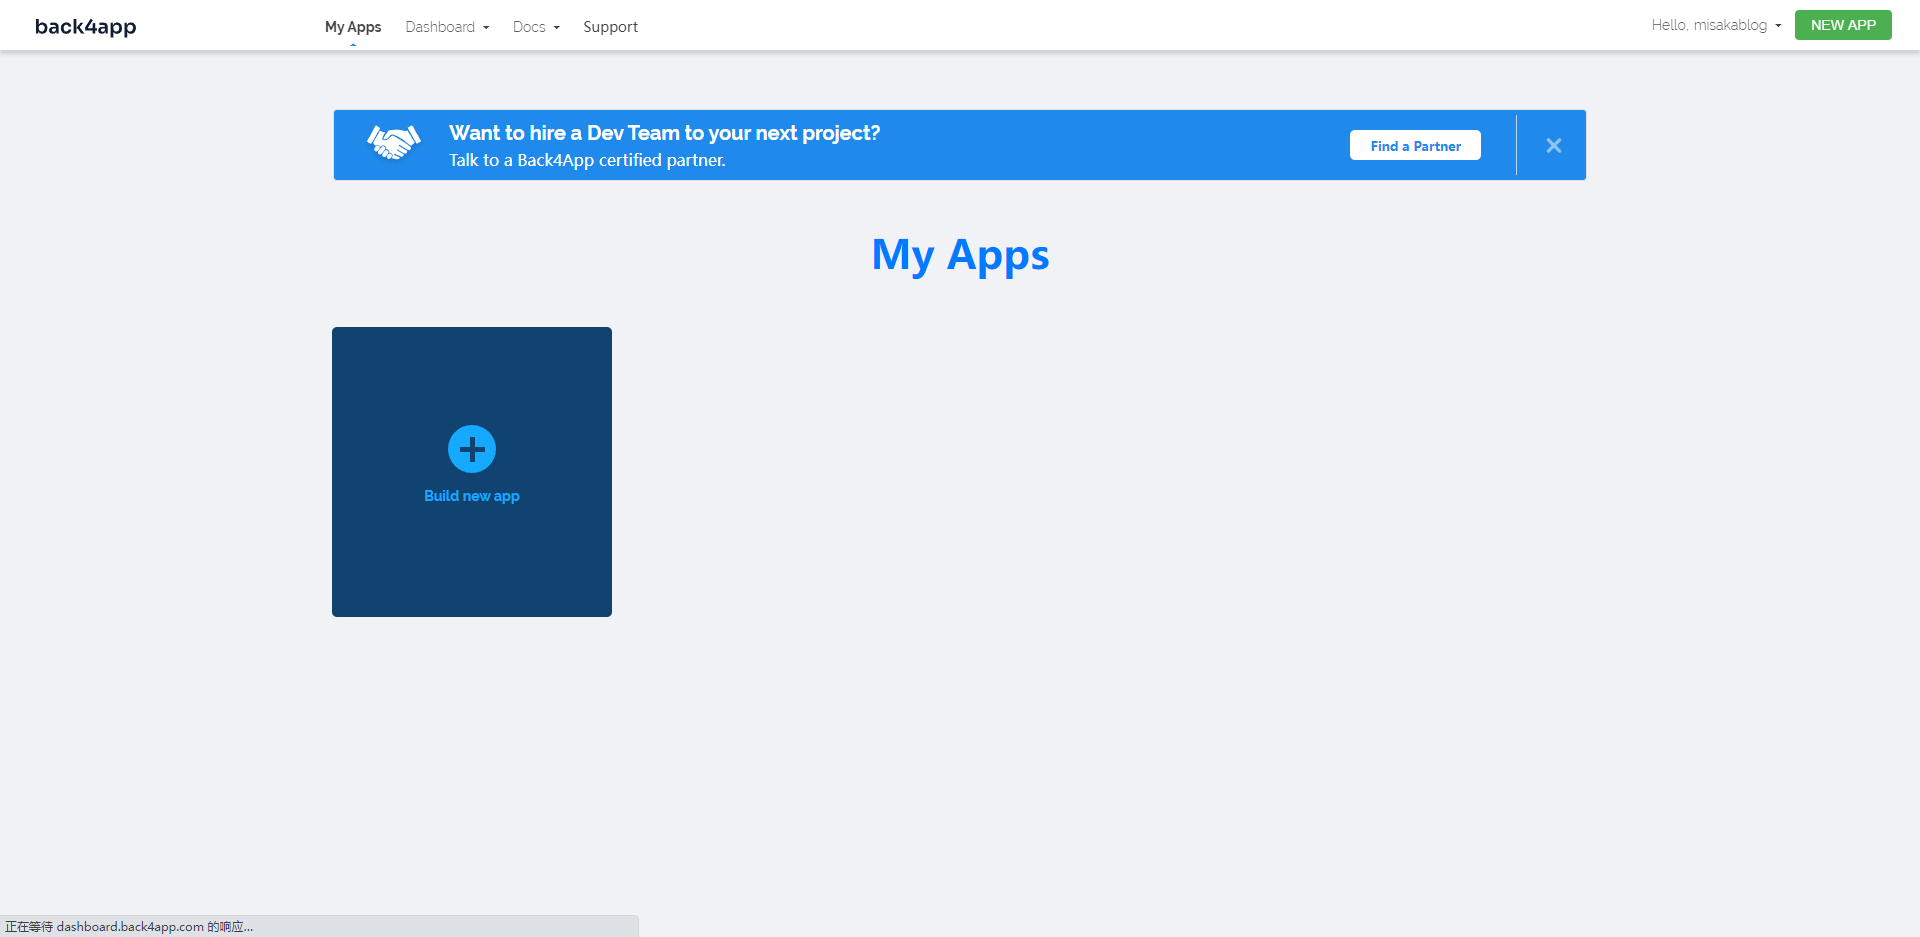 back4app
My Apps
Dashboard
Docs
Support
Hello, misakablog
NEW APP
Want to hire a Dev Team to your next project?
Talk to a Back4App certified partner.
Find a Partner
My Apps
Build new app
正在等待 dashboard.back4app.com 的响应...